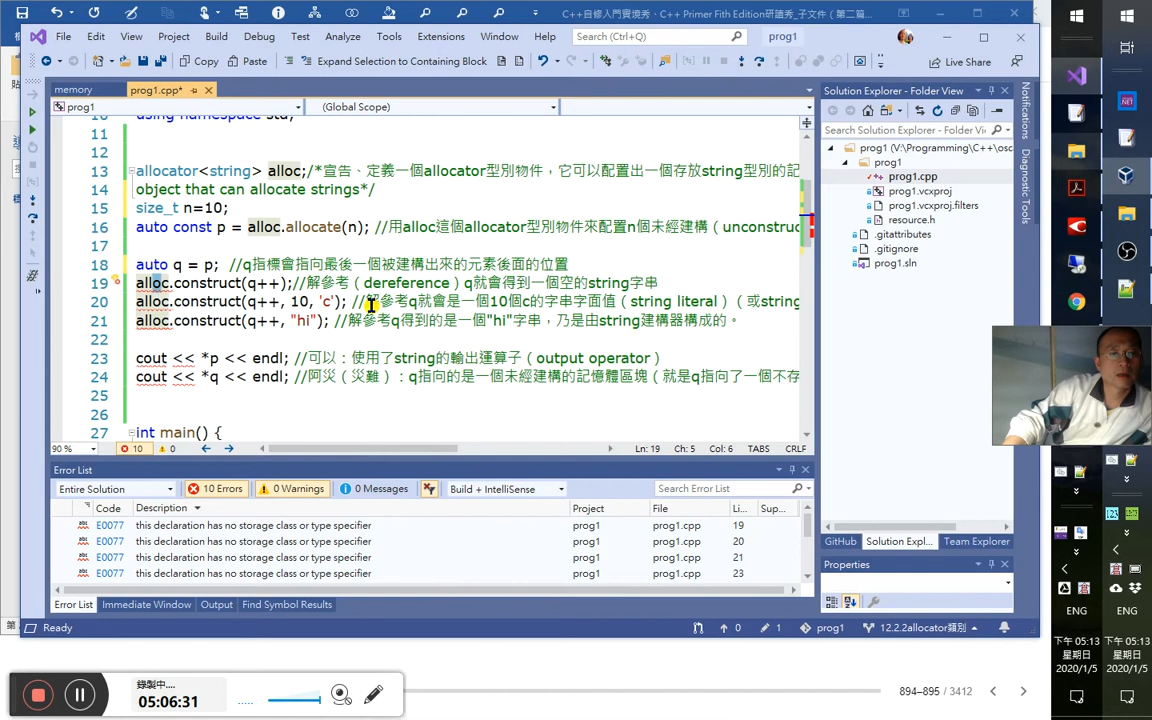 C++自修入門實境秀、C++ Primer Fifth Edition研讀秀_子文件（第二篇...
File Edit View Project Build Debug Test Analyze Tools Extensions Window Help Search (Ctrl+Q) prog1
Copy Paste Expand Selection to Containing Block Live Share
memory prog1.cpp*
prog1 (Global Scope)
10 using namespace std;
11
12
13 allocator<string> alloc;/*宣告、定義一個allocator型別物件，它可以配置出一個存放string型別的記
14 object that can allocate strings*/
15 size_t n=10;
16 auto const p = alloc.allocate(n); //用alloc這個allocator型別物件來配置n個未經建構（unconstruc
17
18 auto q = p; //q指標會指向最後一個被建構出來的元素後面的位置
19 alloc.construct(q++);//解參考（dereference）q就會得到一個空的string字串
20 alloc.construct(q++, 10, 'c'); //解參考q就會是一個10個c的字串字面值（string literal）（或string
21 alloc.construct(q++, "hi"); //解參考q得到的是一個"hi"字串，乃是由string建構器構成的。
22
23 cout << *p << endl; //可以：使用了string的輸出運算子（output operator）
24 cout << *q << endl; //阿災（災難）：q指向的是一個未經建構的記憶體區塊（就是q指向了一個不存
25
26
27 int main() {
90 % 10 0 Ln: 19 Ch: 5 Col: 6 TABS CRLF
Error List
Entire Solution 10 Errors 0 Warnings 0 Messages Build + IntelliSense Search Error List
Code Description Project File Li... Sup...
E0077 this declaration has no storage class or type specifier prog1 prog1.cpp 19
E0077 this declaration has no storage class or type specifier prog1 prog1.cpp 20
E0077 this declaration has no storage class or type specifier prog1 prog1.cpp 21
E0077 this declaration has no storage class or type specifier prog1 prog1.cpp 23
Error List Immediate Window Output Find Symbol Results
Ready 0 1 prog1 12.2.2allocator類別
Solution Explorer - Folder View
Search Solution Explorer - Folder Vi
prog1 (V:\Programming\C++\osc
prog1
prog1.cpp
prog1.vcxproj
prog1.vcxproj.filters
resource.h
.gitattributes
.gitignore
prog1.sln
GitHub Solution Expl... Team Explorer
Properties
Notifications
Diagnostic Tools
錄製中....
05:06:31
894–895 / 3412
ENG ENG
下午 05:13 下午 05:13
星期日 星期日
2020/1/5 2020/1/5